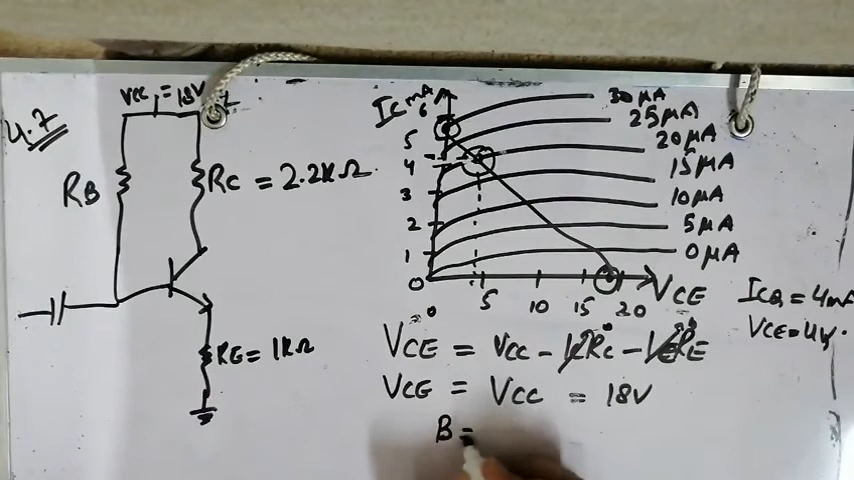 4.7
VCC = 18V
RB
RC = 2.2KΩ
RE = 1KΩ
IC mA
6
5
4
3
2
1
0
0 5 10 15 20
VCE
30 μA
25 μA
20 μA
15 μA
10 μA
5 μA
0 μA
ICQ = 4mA
VCE = 4V.
VCE = VCC - ICRC - IERE
VCE = VCC = 18V
B =